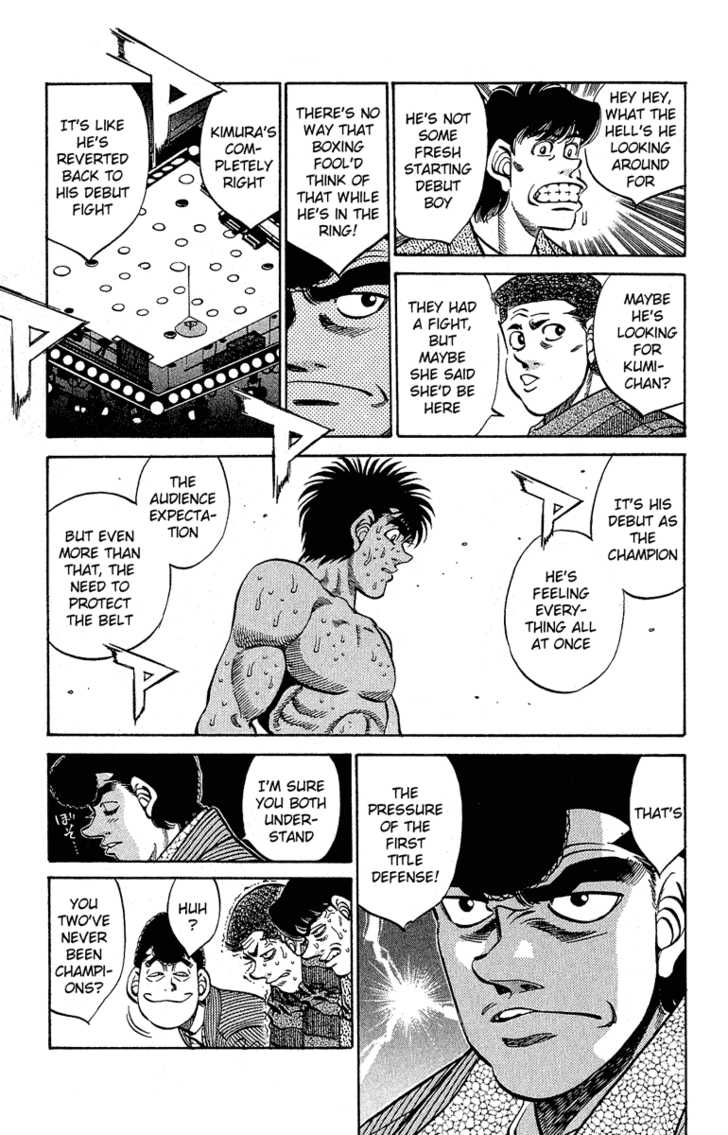 HEY HEY,
WHAT
THE
HELL'S HE
LOOKING
AROUND
FOR
HE'S NOT
SOME
FRESH
STARTING
DEBUT
BOY
MAYBE
HE'S
LOOKING
FOR
KUMI-
CHAN?
THEY HAD
A FIGHT,
BUT
MAYBE
SHE SAID
SHE'D BE
HERE
THERE'S NO
WAY THAT
BOXING
FOOL'D
THINK OF
THAT WHILE
HE'S IN THE
RING!
KIMURA'S
COM-
PLETELY
RIGHT
IT'S LIKE
HE'S
REVERTED
BACK TO
HIS DEBUT
FIGHT
IT'S HIS
DEBUT AS
THE
CHAMPION
HE'S
FEELING
EVERY-
THING ALL
AT ONCE
THE
AUDIENCE
EXPECTA-
TION
BUT EVEN
MORE THAN
THAT, THE
NEED TO
PROTECT
THE BELT
THAT'S
THE
PRESSURE
OF THE
FIRST
TITLE
DEFENSE!
I'M SURE
YOU BOTH
UNDER-
STAND
ぼそ
HUH
?
YOU
TWO'VE
NEVER
BEEN
CHAMPI-
ONS?